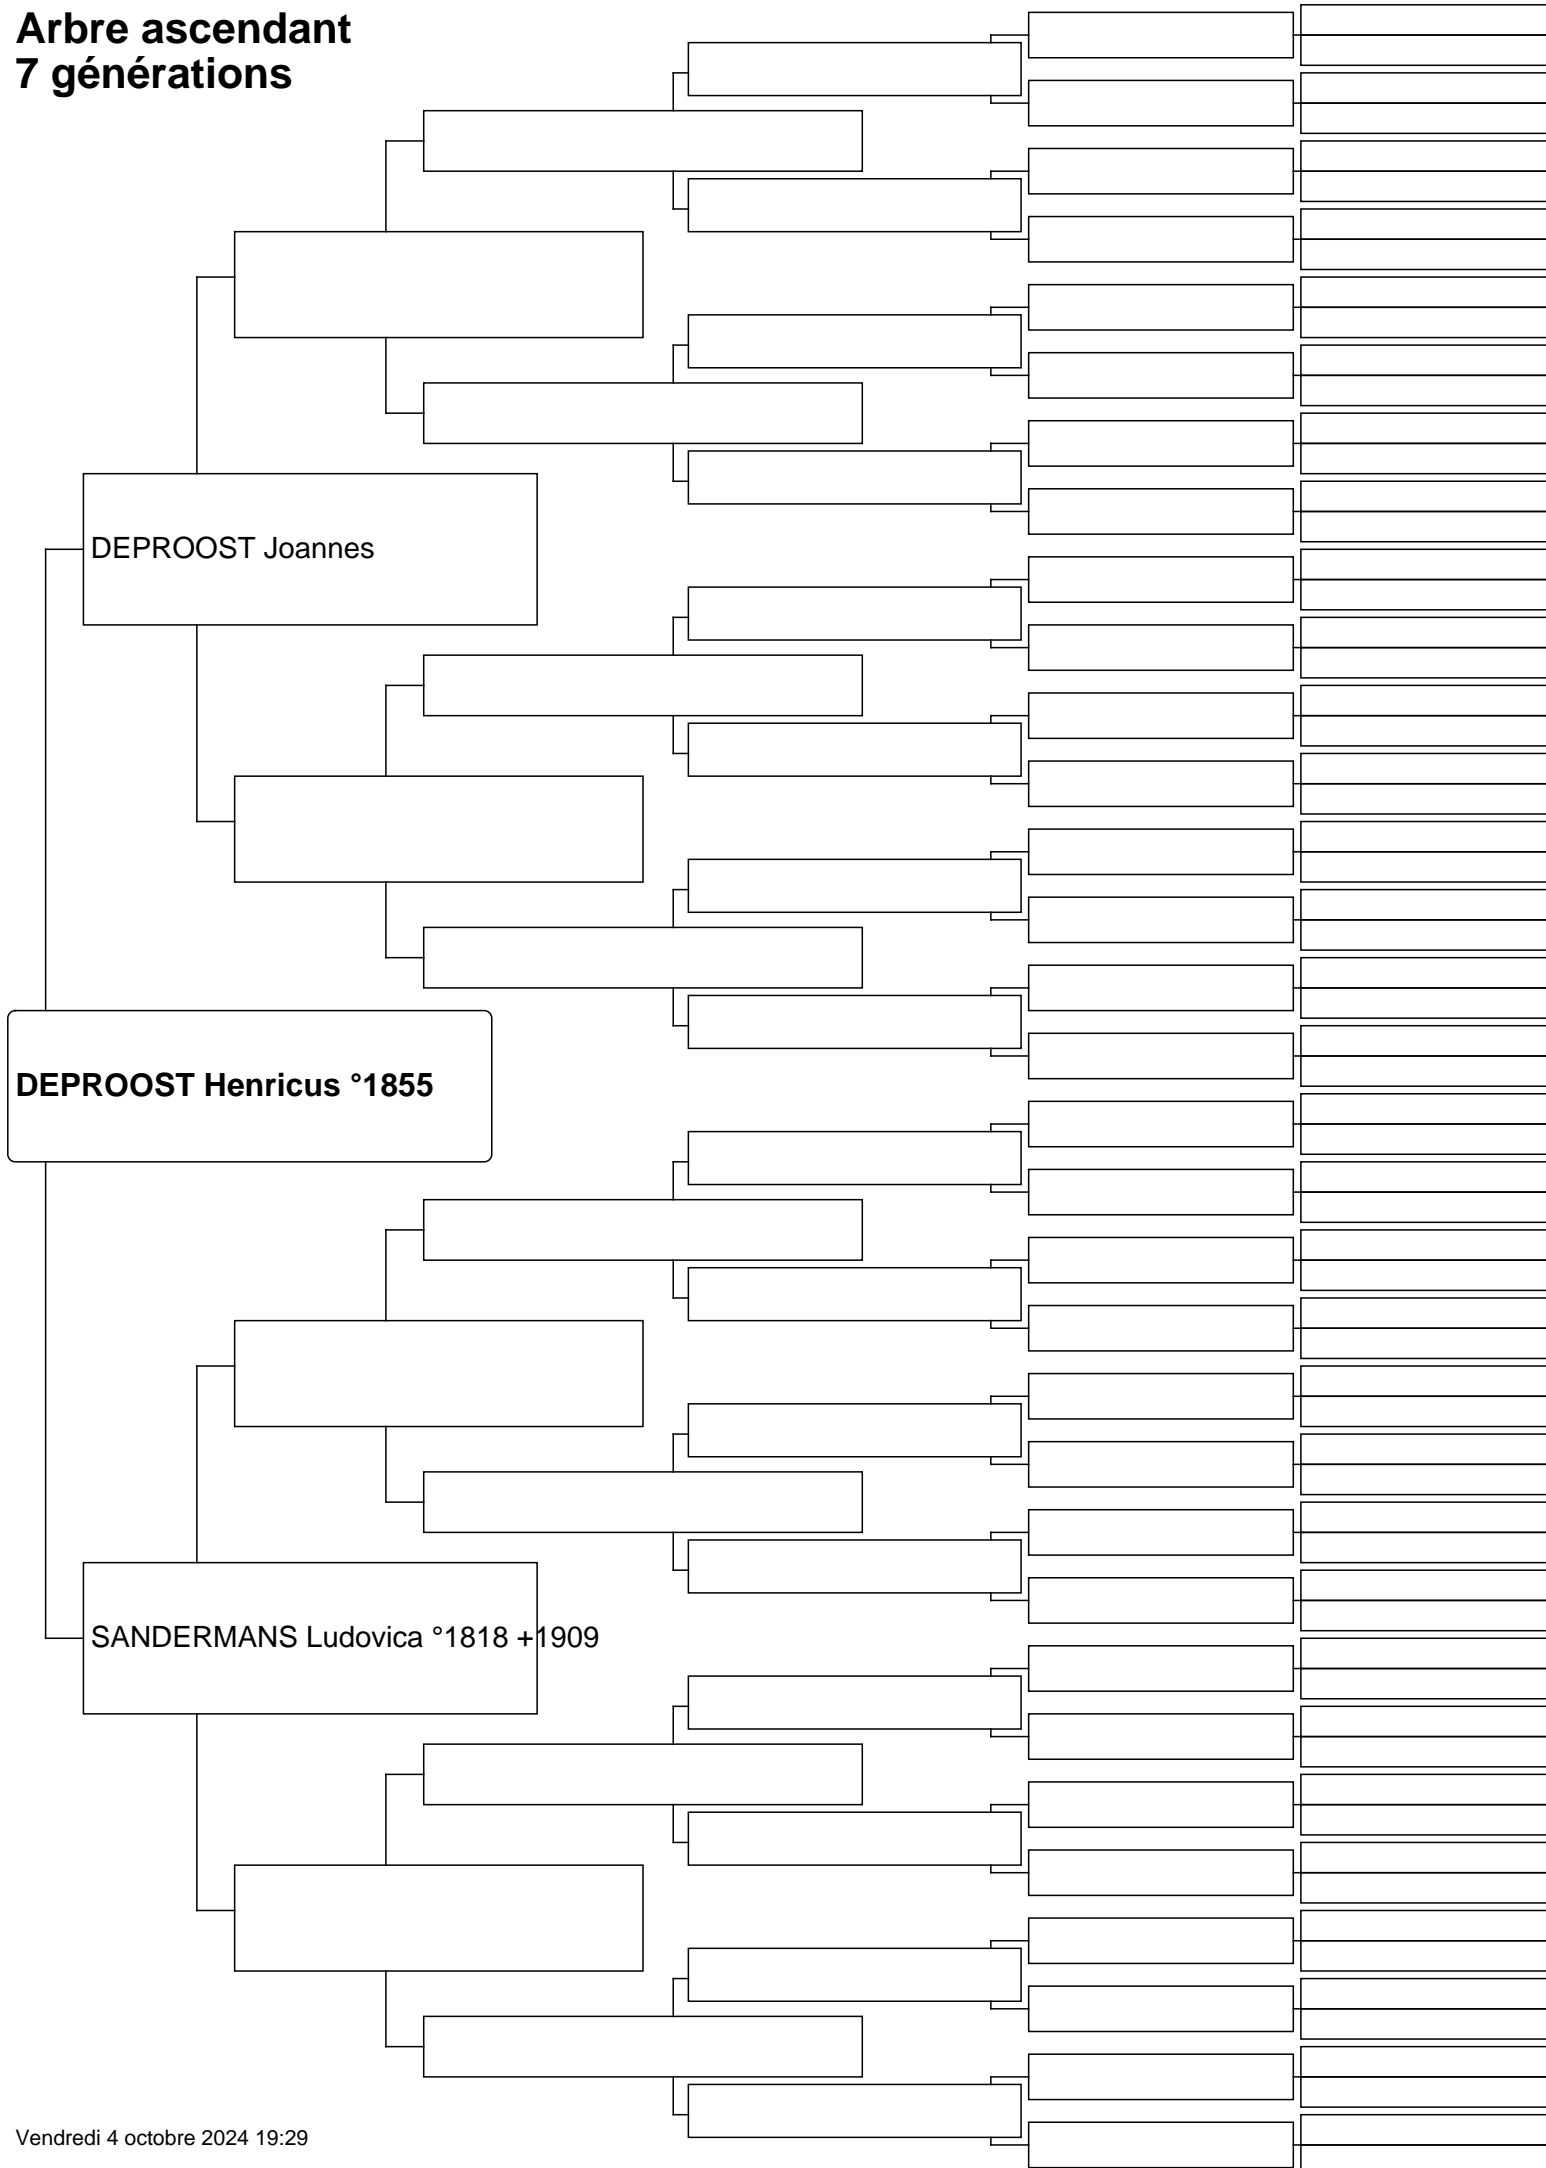 Arbre ascendant
7 générations
DEPROOST Joannes
DEPROOST Henricus °1855
SANDERMANS Ludovica °1818 +1909
Vendredi 4 octobre 2024 19:29